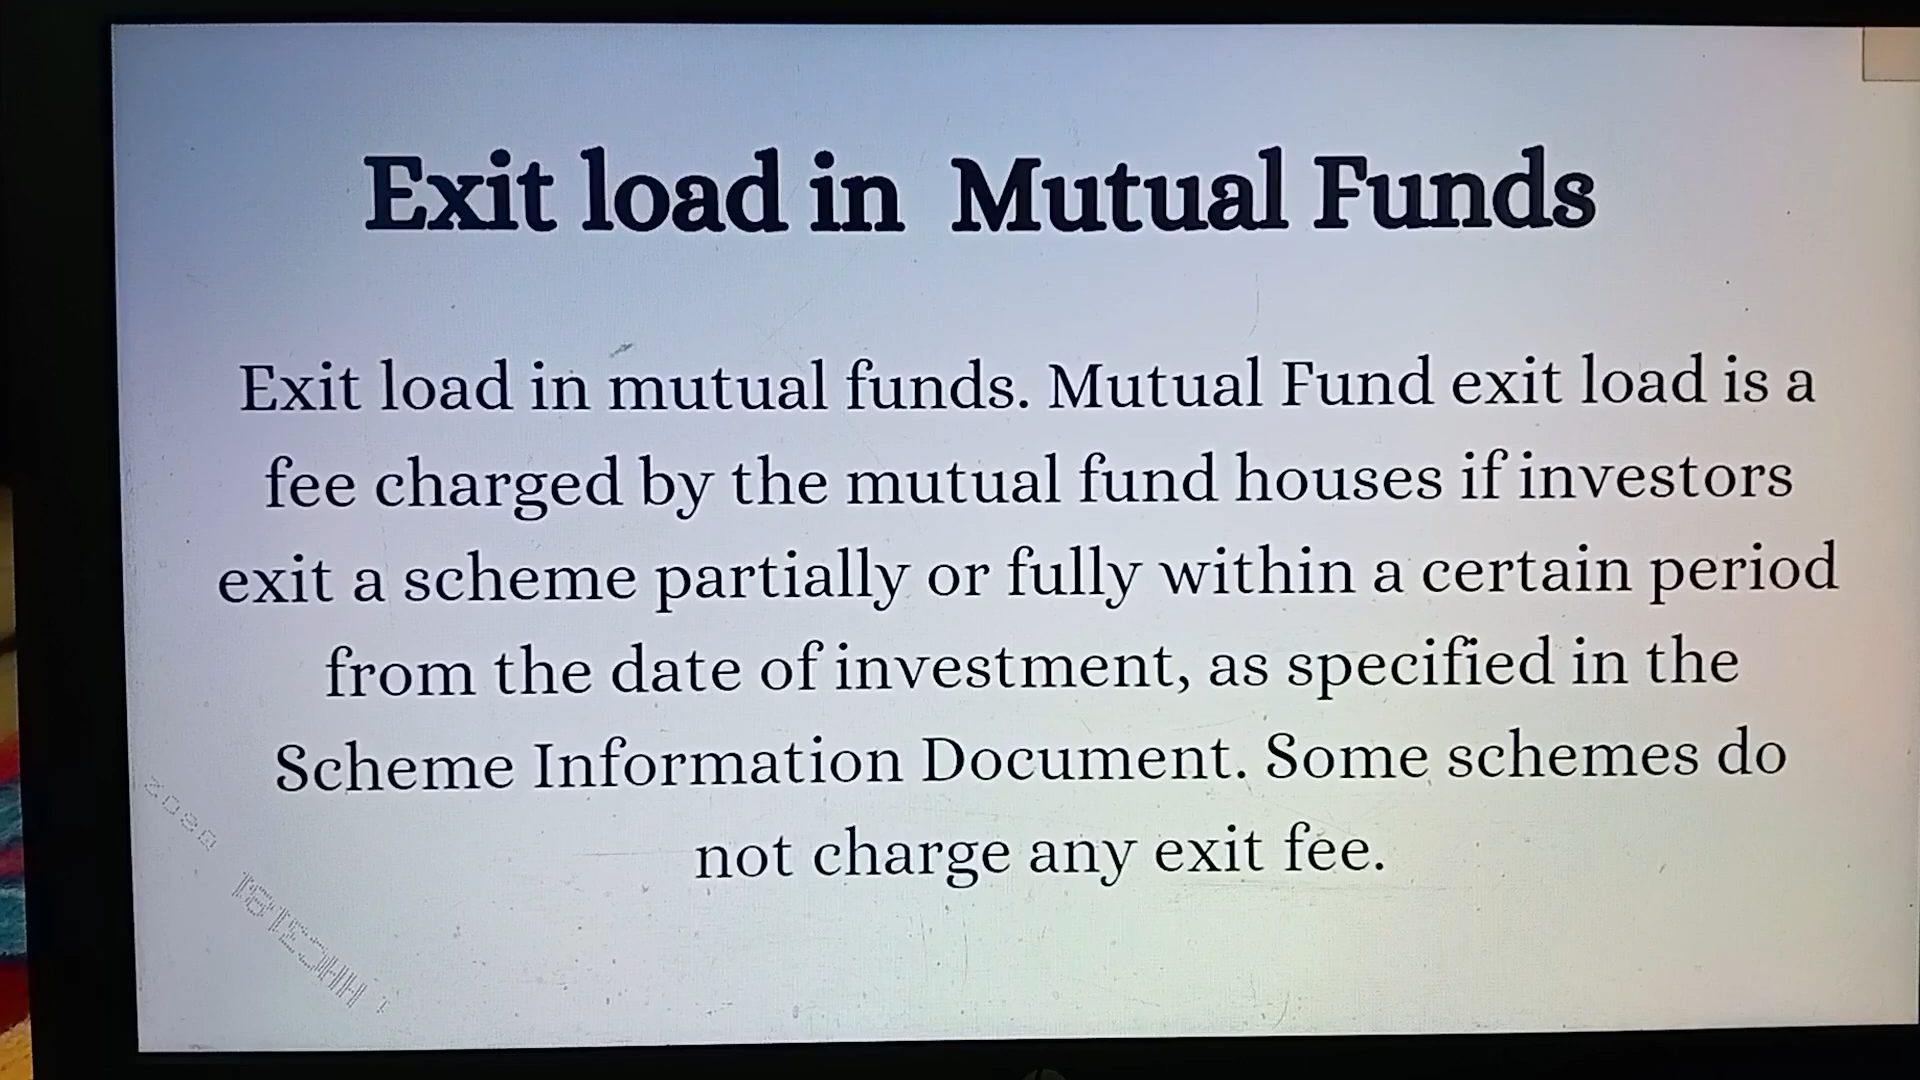 Exit load in Mutual Funds
Exit load in mutual funds. Mutual Fund exit load is a
fee charged by the mutual fund houses if investors
exit a scheme partially or fully within a certain period
from the date of investment, as specified in the
Scheme Information Document. Some schemes do
not charge any exit fee.